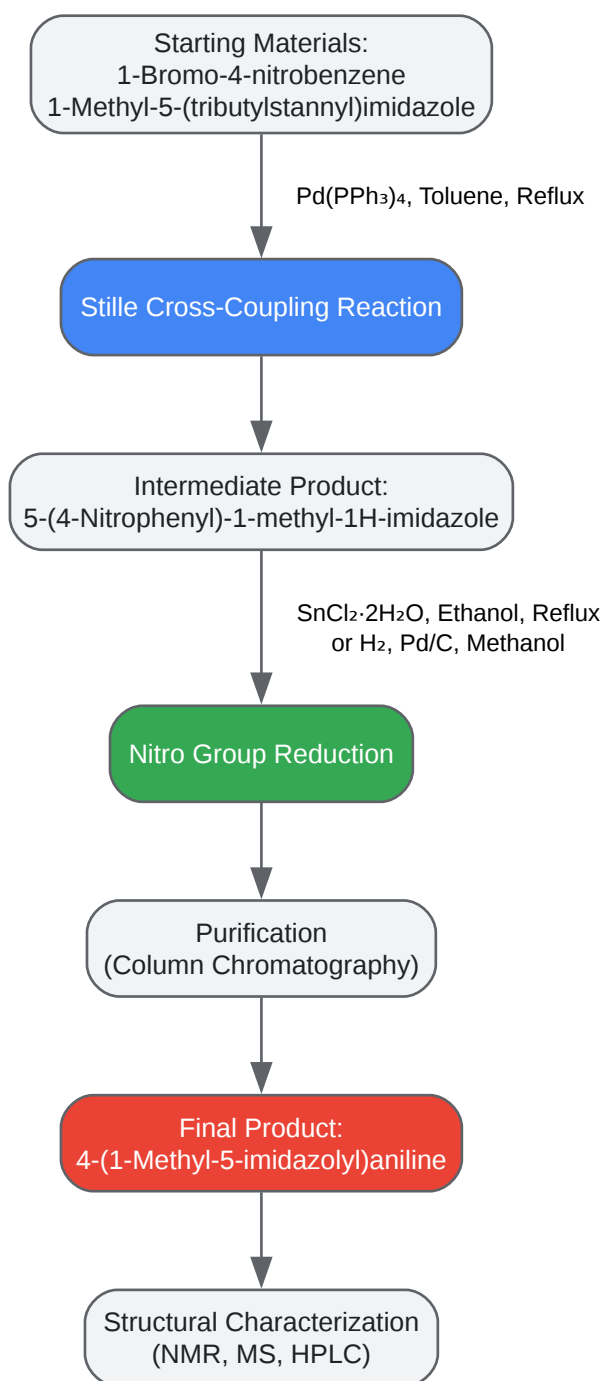 Starting Materials:
1-Bromo-4-nitrobenzene
1-Methyl-5-(tributylstannyl)imidazole
Pd(PPh₃)₄, Toluene, Reflux
Stille Cross-Coupling Reaction
Intermediate Product:
5-(4-Nitrophenyl)-1-methyl-1H-imidazole
SnCl₂·2H₂O, Ethanol, Reflux
or H₂, Pd/C, Methanol
Nitro Group Reduction
Purification
(Column Chromatography)
Final Product:
4-(1-Methyl-5-imidazolyl)aniline
Structural Characterization
(NMR, MS, HPLC)